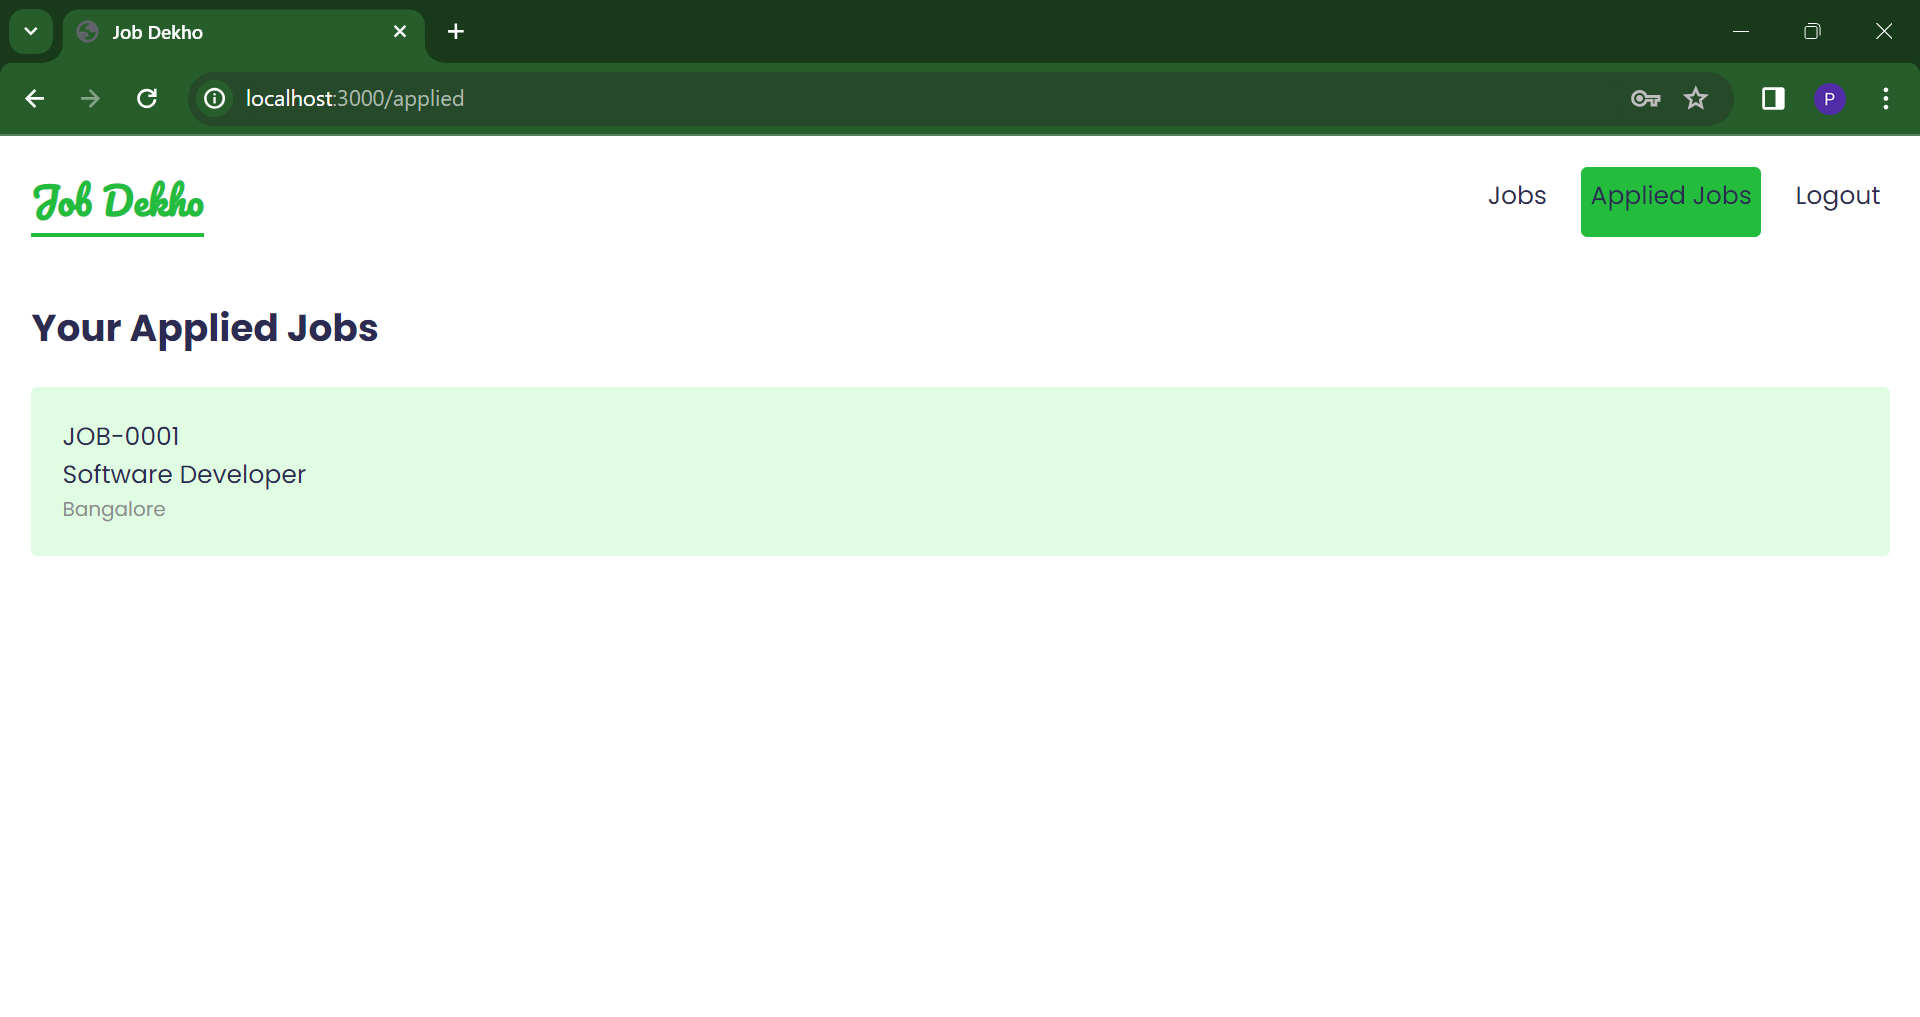 Job Dekho
localhost:3000/applied
P
Job Dekho
Jobs
Applied Jobs
Logout
Your Applied Jobs
JOB-0001
Software Developer
Bangalore